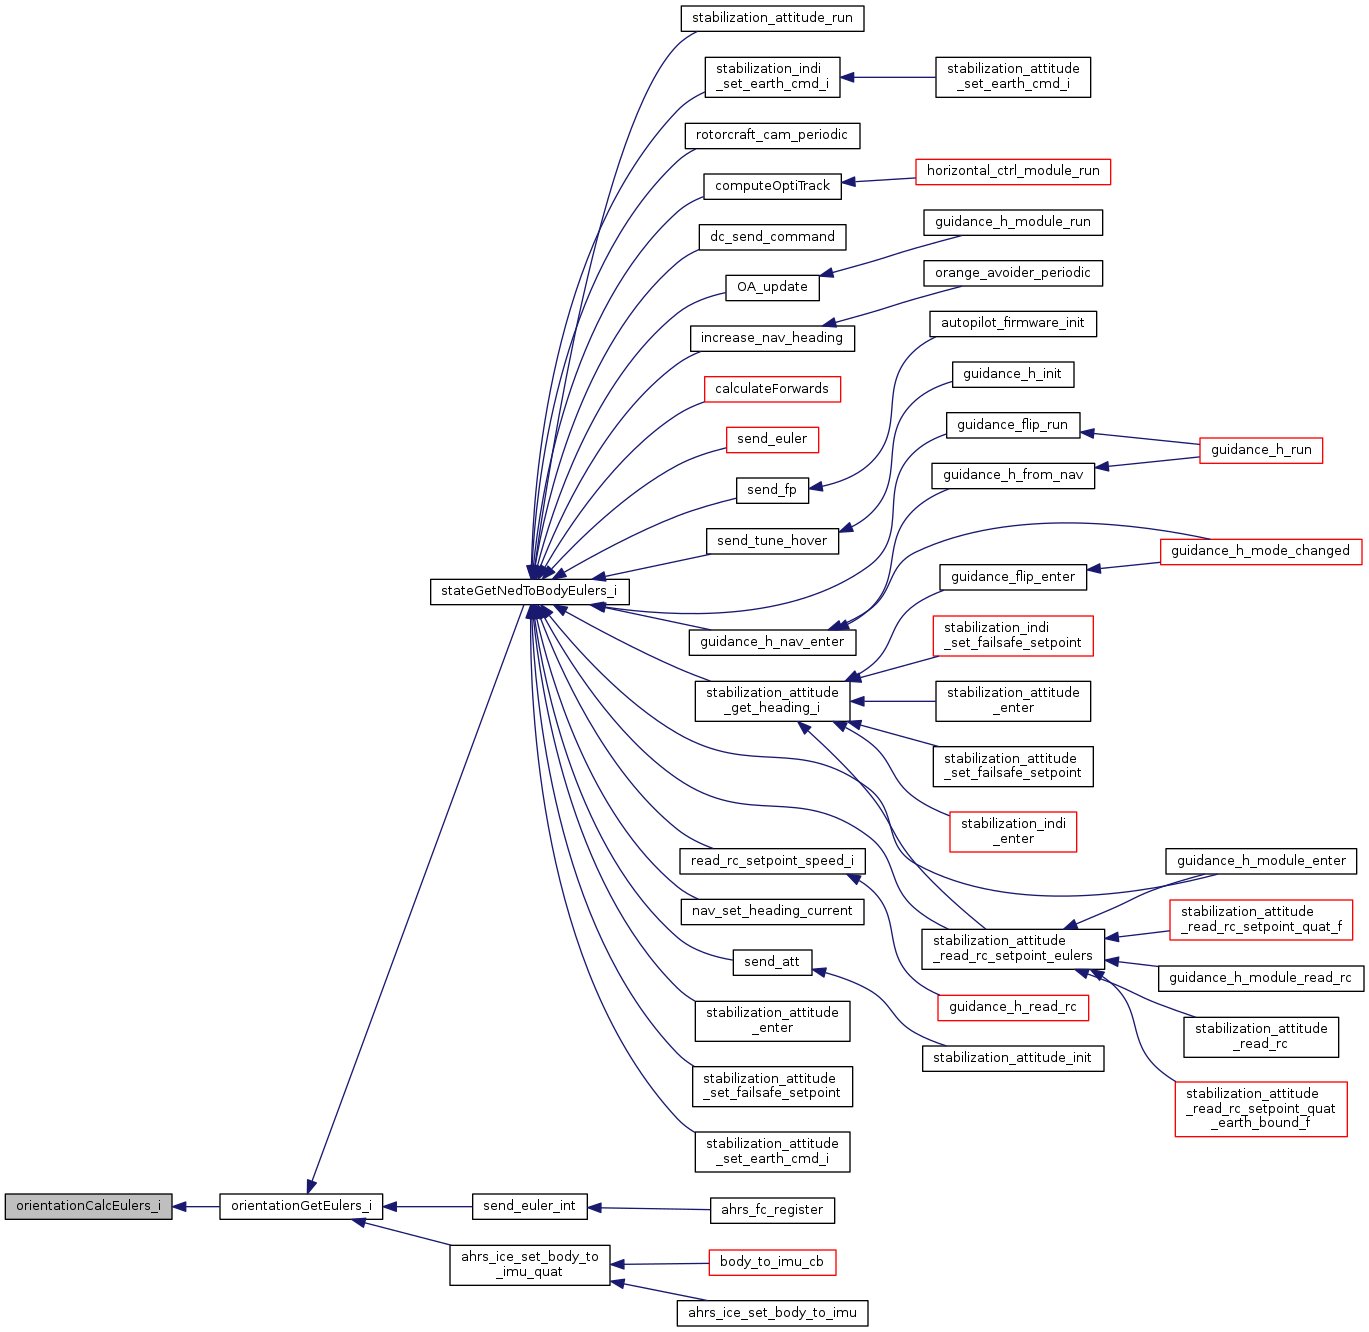 stabilization_attitude_run
stabilization_indi
_set_earth_cmd_i
stabilization_attitude
_set_earth_cmd_i
rotorcraft_cam_periodic
computeOptiTrack
horizontal_ctrl_module_run
guidance_h_module_run
dc_send_command
OA_update
orange_avoider_periodic
increase_nav_heading
autopilot_firmware_init
calculateForwards
guidance_h_init
send_euler
guidance_flip_run
guidance_h_run
send_fp
guidance_h_from_nav
send_tune_hover
guidance_h_mode_changed
stateGetNedToBodyEulers_i
guidance_flip_enter
guidance_h_nav_enter
stabilization_indi
_set_failsafe_setpoint
stabilization_attitude
_get_heading_i
stabilization_attitude
_enter
stabilization_attitude
_set_failsafe_setpoint
stabilization_indi
_enter
read_rc_setpoint_speed_i
guidance_h_module_enter
nav_set_heading_current
stabilization_attitude
_read_rc_setpoint_quat_f
stabilization_attitude
_read_rc_setpoint_eulers
send_att
guidance_h_module_read_rc
guidance_h_read_rc
stabilization_attitude
_enter
stabilization_attitude
_read_rc
stabilization_attitude_init
stabilization_attitude
_set_failsafe_setpoint
stabilization_attitude
_read_rc_setpoint_quat
_earth_bound_f
stabilization_attitude
_set_earth_cmd_i
orientationCalcEulers_i
orientationGetEulers_i
send_euler_int
ahrs_fc_register
ahrs_ice_set_body_to
_imu_quat
body_to_imu_cb
ahrs_ice_set_body_to_imu